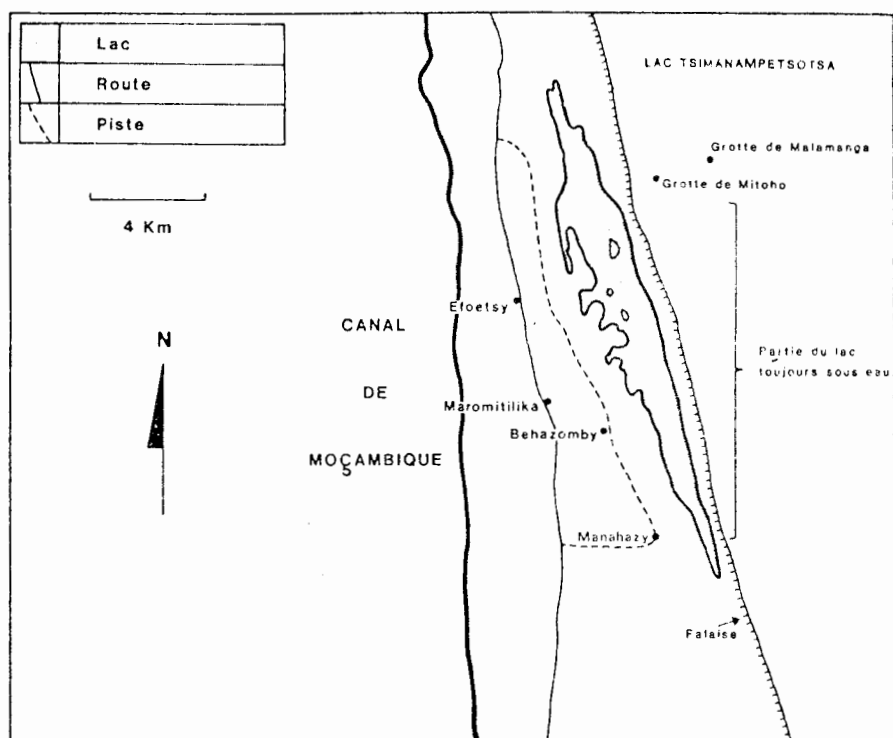 Lac
Route
Piste
4 Km
N
LAC TSIMANAMPETSOTSA
Grotte de Malamanga
Grotte de Mitoho
Efoetsy
CANAL
DE
MOÇAMBIQUE
5
Partie du lac
toujours sous eau
Maromitilika
Behazomby
Manahazy
Falaise